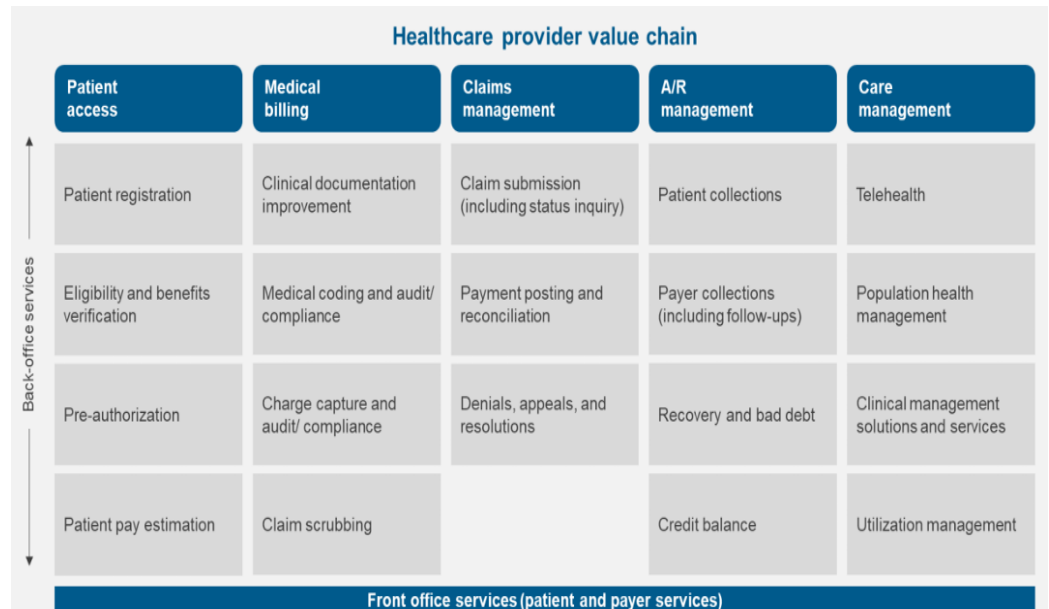 Healthcare provider value chain
Patient
access
Medical
billing
Claims
management
A/R
management
Care
management
Back-office services
Patient registration
Clinical documentation
improvement
Claim submission
(including status inquiry)
Patient collections
Telehealth
Eligibility and benefits
verification
Medical coding and audit/
compliance
Payment posting and
reconciliation
Payer collections
(including follow-ups)
Population health
management
Pre-authorization
Charge capture and
audit/ compliance
Denials, appeals, and
resolutions
Recovery and bad debt
Clinical management
solutions and services
Patient pay estimation
Claim scrubbing
Credit balance
Utilization management
Front office services (patient and payer services)